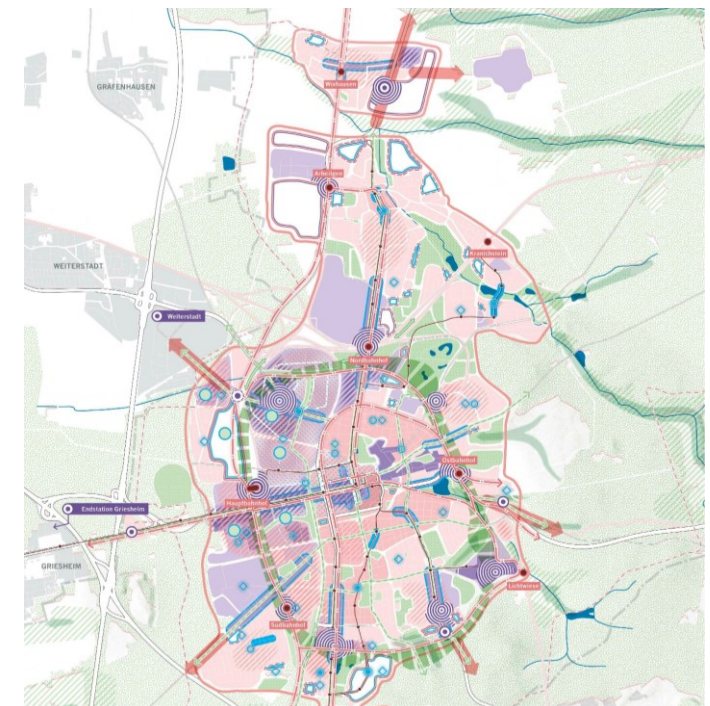 Wixhausen
GRÄFENHAUSEN
Arheilgen
Kranichstein
WEITERSTADT
Weiterstadt
Nordbahnhof
Ostbahnhof
Hauptbahnhof
Endstation Griesheim
GRIESHEIM
Lichtwiese
Südbahnhof